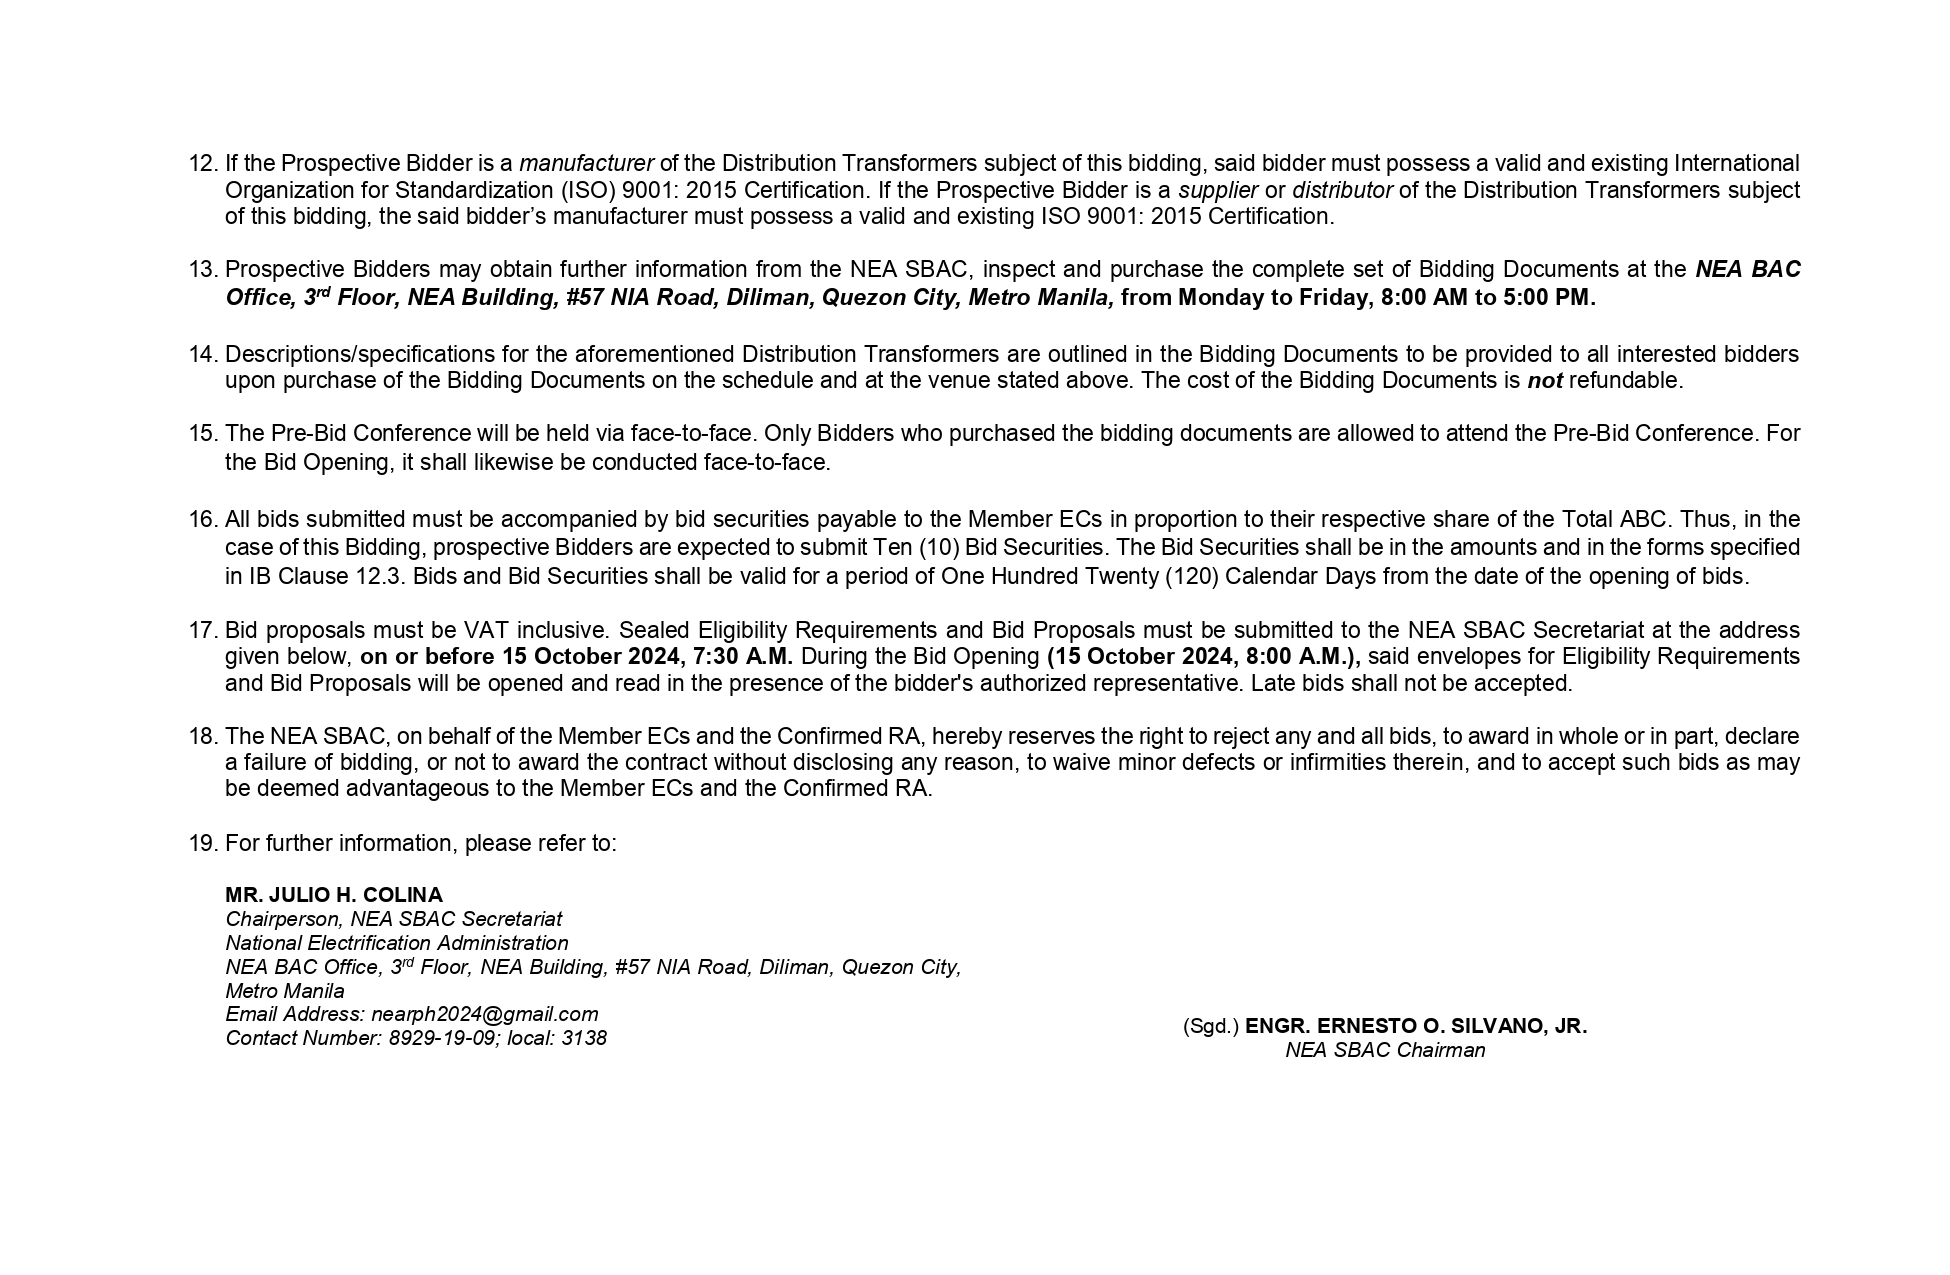 12. If the Prospective Bidder is a manufacturer of the Distribution Transformers subject of this bidding, said bidder must possess a valid and existing International
Organization for Standardization (ISO) 9001: 2015 Certification. If the Prospective Bidder is a supplier or distributor of the Distribution Transformers subject
of this bidding, the said bidder’s manufacturer must possess a valid and existing ISO 9001: 2015 Certification.
13. Prospective Bidders may obtain further information from the NEA SBAC, inspect and purchase the complete set of Bidding Documents at the NEA BAC
Office, 3rd Floor, NEA Building, #57 NIA Road, Diliman, Quezon City, Metro Manila, from Monday to Friday, 8:00 AM to 5:00 PM.
14. Descriptions/specifications for the aforementioned Distribution Transformers are outlined in the Bidding Documents to be provided to all interested bidders
upon purchase of the Bidding Documents on the schedule and at the venue stated above. The cost of the Bidding Documents is not refundable.
15. The Pre-Bid Conference will be held via face-to-face. Only Bidders who purchased the bidding documents are allowed to attend the Pre-Bid Conference. For
the Bid Opening, it shall likewise be conducted face-to-face.
16. All bids submitted must be accompanied by bid securities payable to the Member ECs in proportion to their respective share of the Total ABC. Thus, in the
case of this Bidding, prospective Bidders are expected to submit Ten (10) Bid Securities. The Bid Securities shall be in the amounts and in the forms specified
in IB Clause 12.3. Bids and Bid Securities shall be valid for a period of One Hundred Twenty (120) Calendar Days from the date of the opening of bids.
17. Bid proposals must be VAT inclusive. Sealed Eligibility Requirements and Bid Proposals must be submitted to the NEA SBAC Secretariat at the address
given below, on or before 15 October 2024, 7:30 A.M. During the Bid Opening (15 October 2024, 8:00 A.M.), said envelopes for Eligibility Requirements
and Bid Proposals will be opened and read in the presence of the bidder's authorized representative. Late bids shall not be accepted.
18. The NEA SBAC, on behalf of the Member ECs and the Confirmed RA, hereby reserves the right to reject any and all bids, to award in whole or in part, declare
a failure of bidding, or not to award the contract without disclosing any reason, to waive minor defects or infirmities therein, and to accept such bids as may
be deemed advantageous to the Member ECs and the Confirmed RA.
19. For further information, please refer to:
MR. JULIO H. COLINA
Chairperson, NEA SBAC Secretariat
National Electrification Administration
NEA BAC Office, 3rd Floor, NEA Building, #57 NIA Road, Diliman, Quezon City,
Metro Manila
Email Address: nearph2024@gmail.com
Contact Number: 8929-19-09; local: 3138
(Sgd.) ENGR. ERNESTO O. SILVANO, JR.
NEA SBAC Chairman